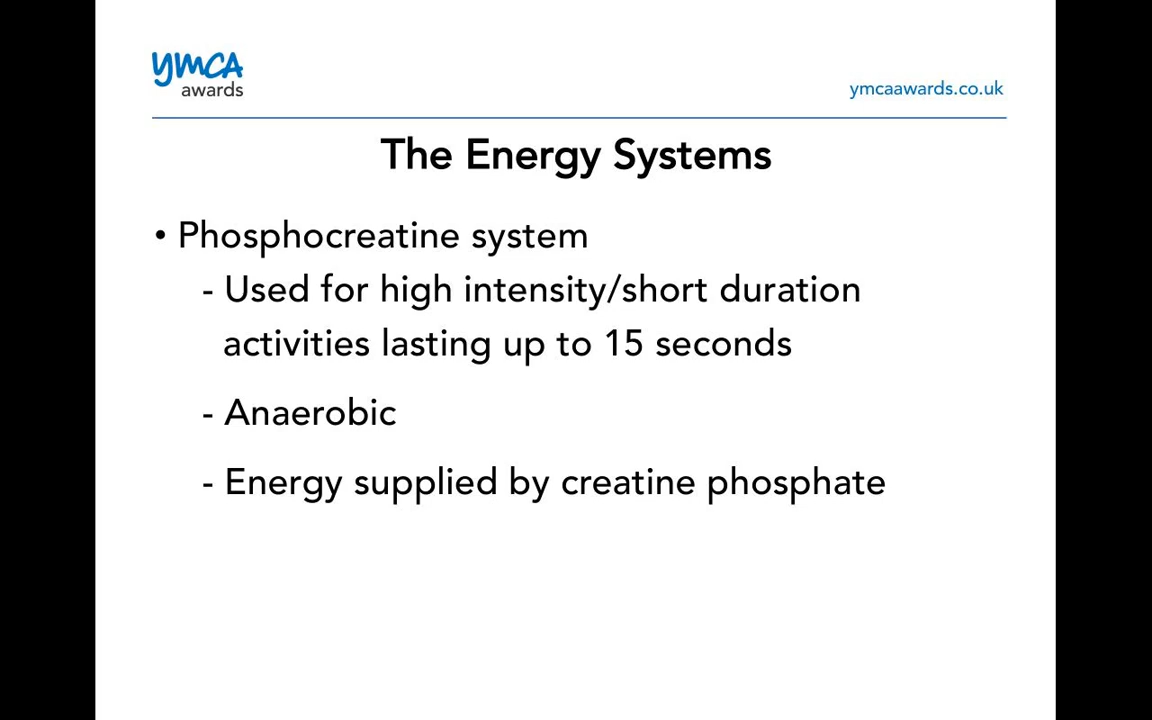 ymca
awards
ymcaawards.co.uk
The Energy Systems
• Phosphocreatine system
- Used for high intensity/short duration
activities lasting up to 15 seconds
- Anaerobic
- Energy supplied by creatine phosphate